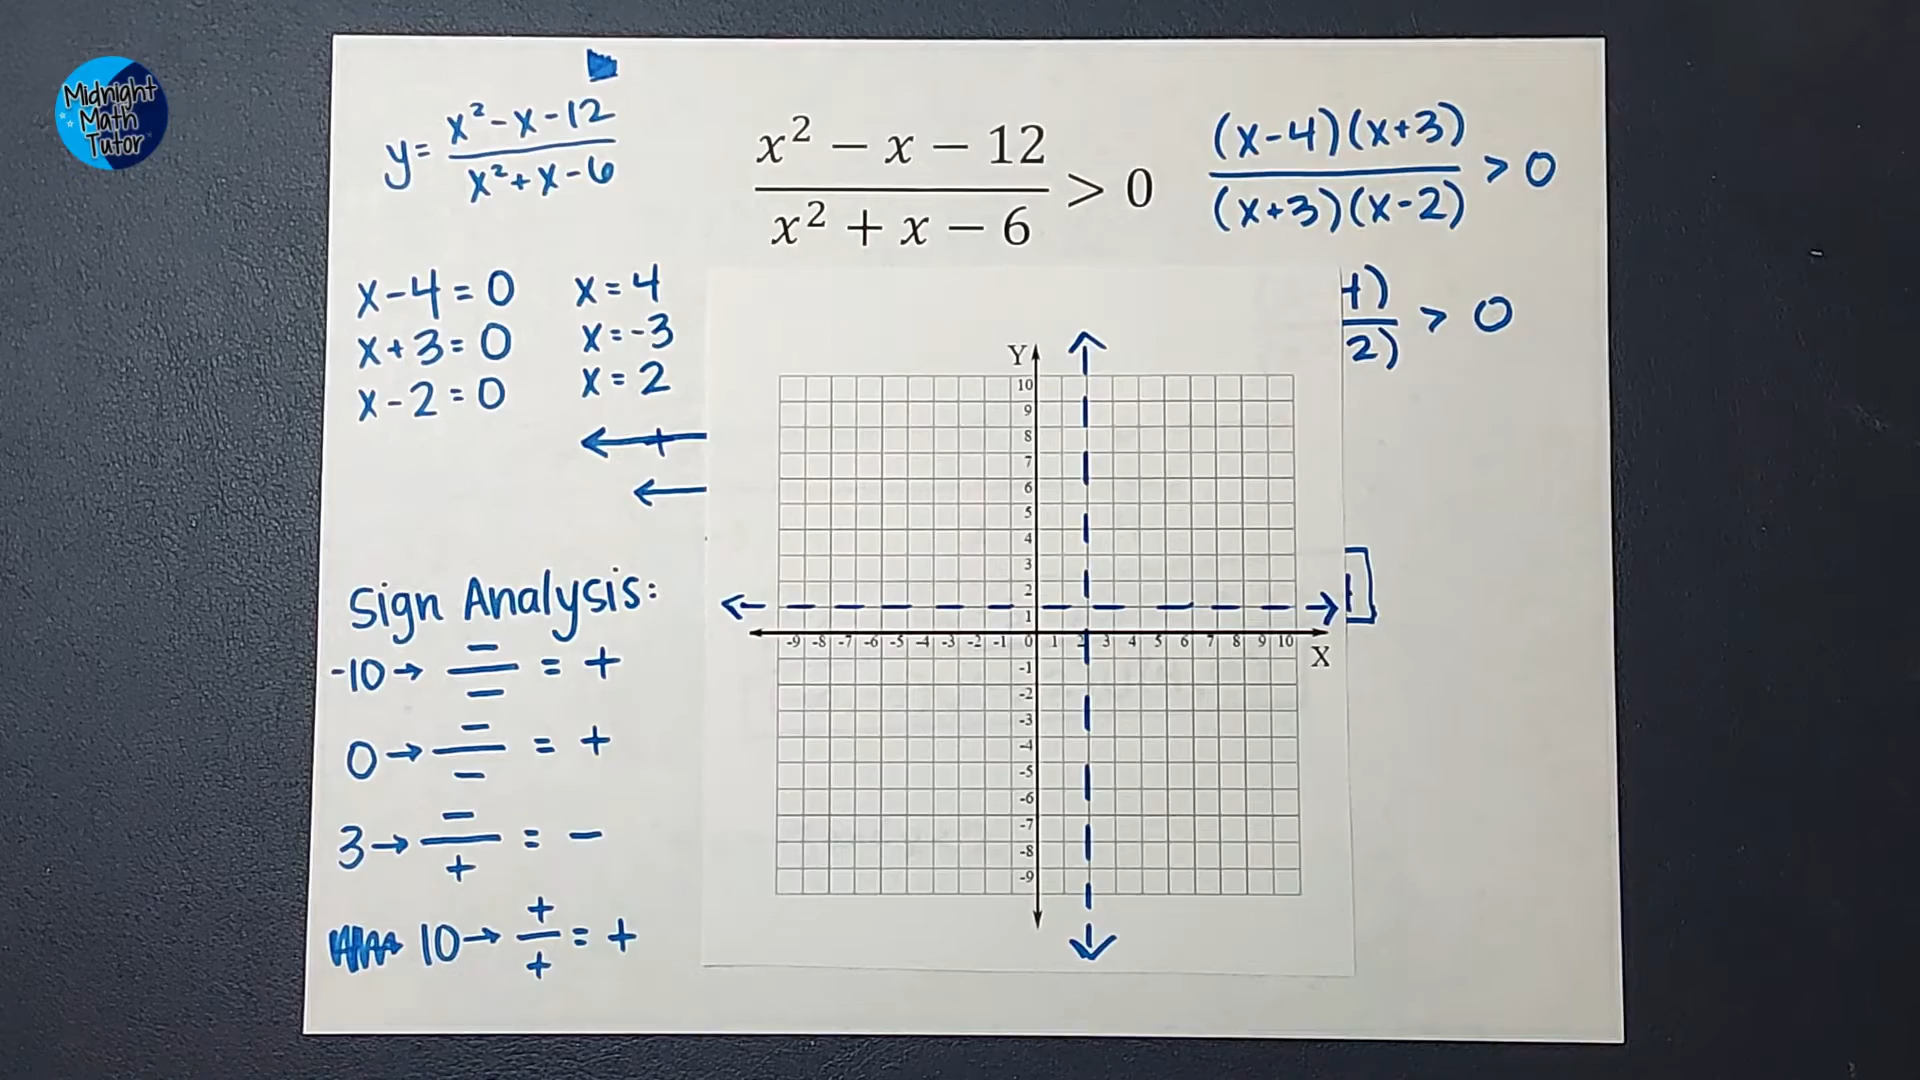 Midnight
Math
Tutor
y = x² - x - 12 / x² + x - 6
x² − x − 12 / x² + x − 6 > 0
(x-4)(x+3) / (x+3)(x-2) > 0
x-4=0 x=4
x+3=0 x=-3
x-2=0 x=2
4) / 2) > 0
Sign Analysis:
-10 → - / - = +
0 → - / - = +
3 → - / + = -
10 → + / + = +
Y
10
9
8
7
6
5
4
3
2
1
-9 -8 -7 -6 -5 -4 -3 -2 -1 0 1 2 3 4 5 6 7 8 9 10
X
-1
-2
-3
-4
-5
-6
-7
-8
-9